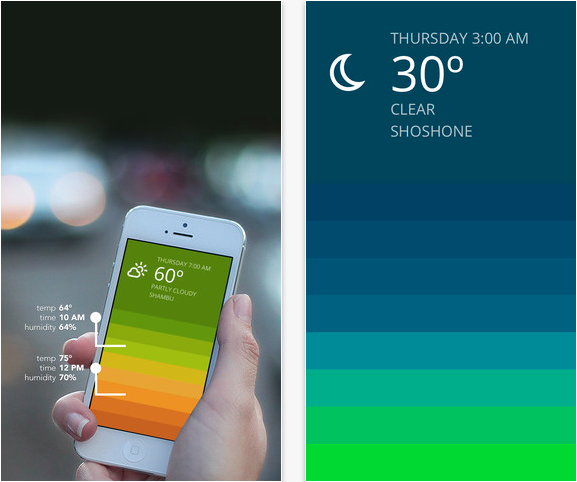 THURSDAY 7:00 AM
60°
PARTLY CLOUDY
SHAMBU
temp 64°
time 10 AM
humidity 64%
temp 75°
time 12 PM
humidity 70%
THURSDAY 3:00 AM
30°
CLEAR
SHOSHONE